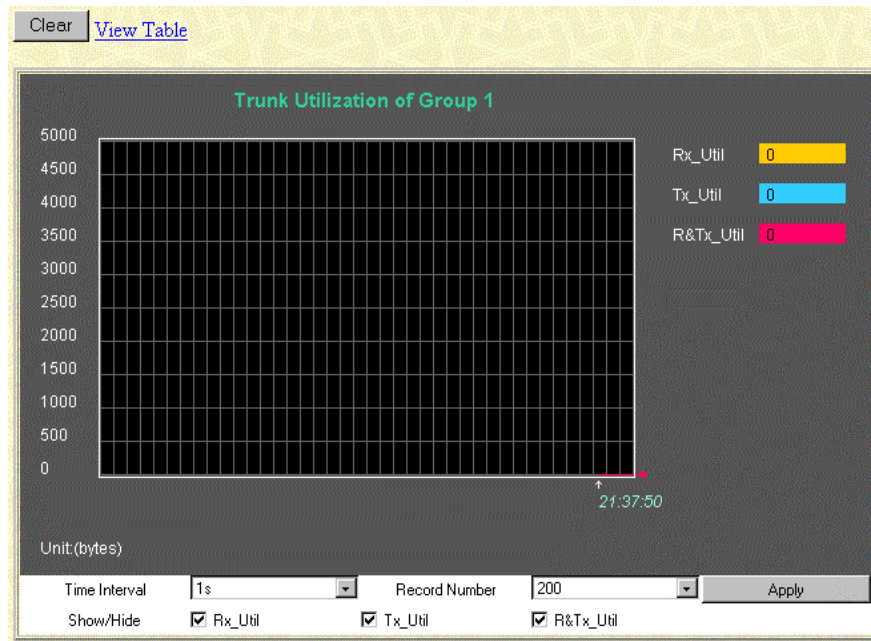 Clear View Table
Trunk Utilization of Group 1
5000
4500
4000
3500
3000
2500
2000
1500
1000
500
0
Rx_Util 0
Tx_Util 0
R&Tx_Util 0
21:37:50
Unit:(bytes)
Time Interval 1s Record Number 200 Apply
Show/Hide Rx_Util Tx_Util R&Tx_Util